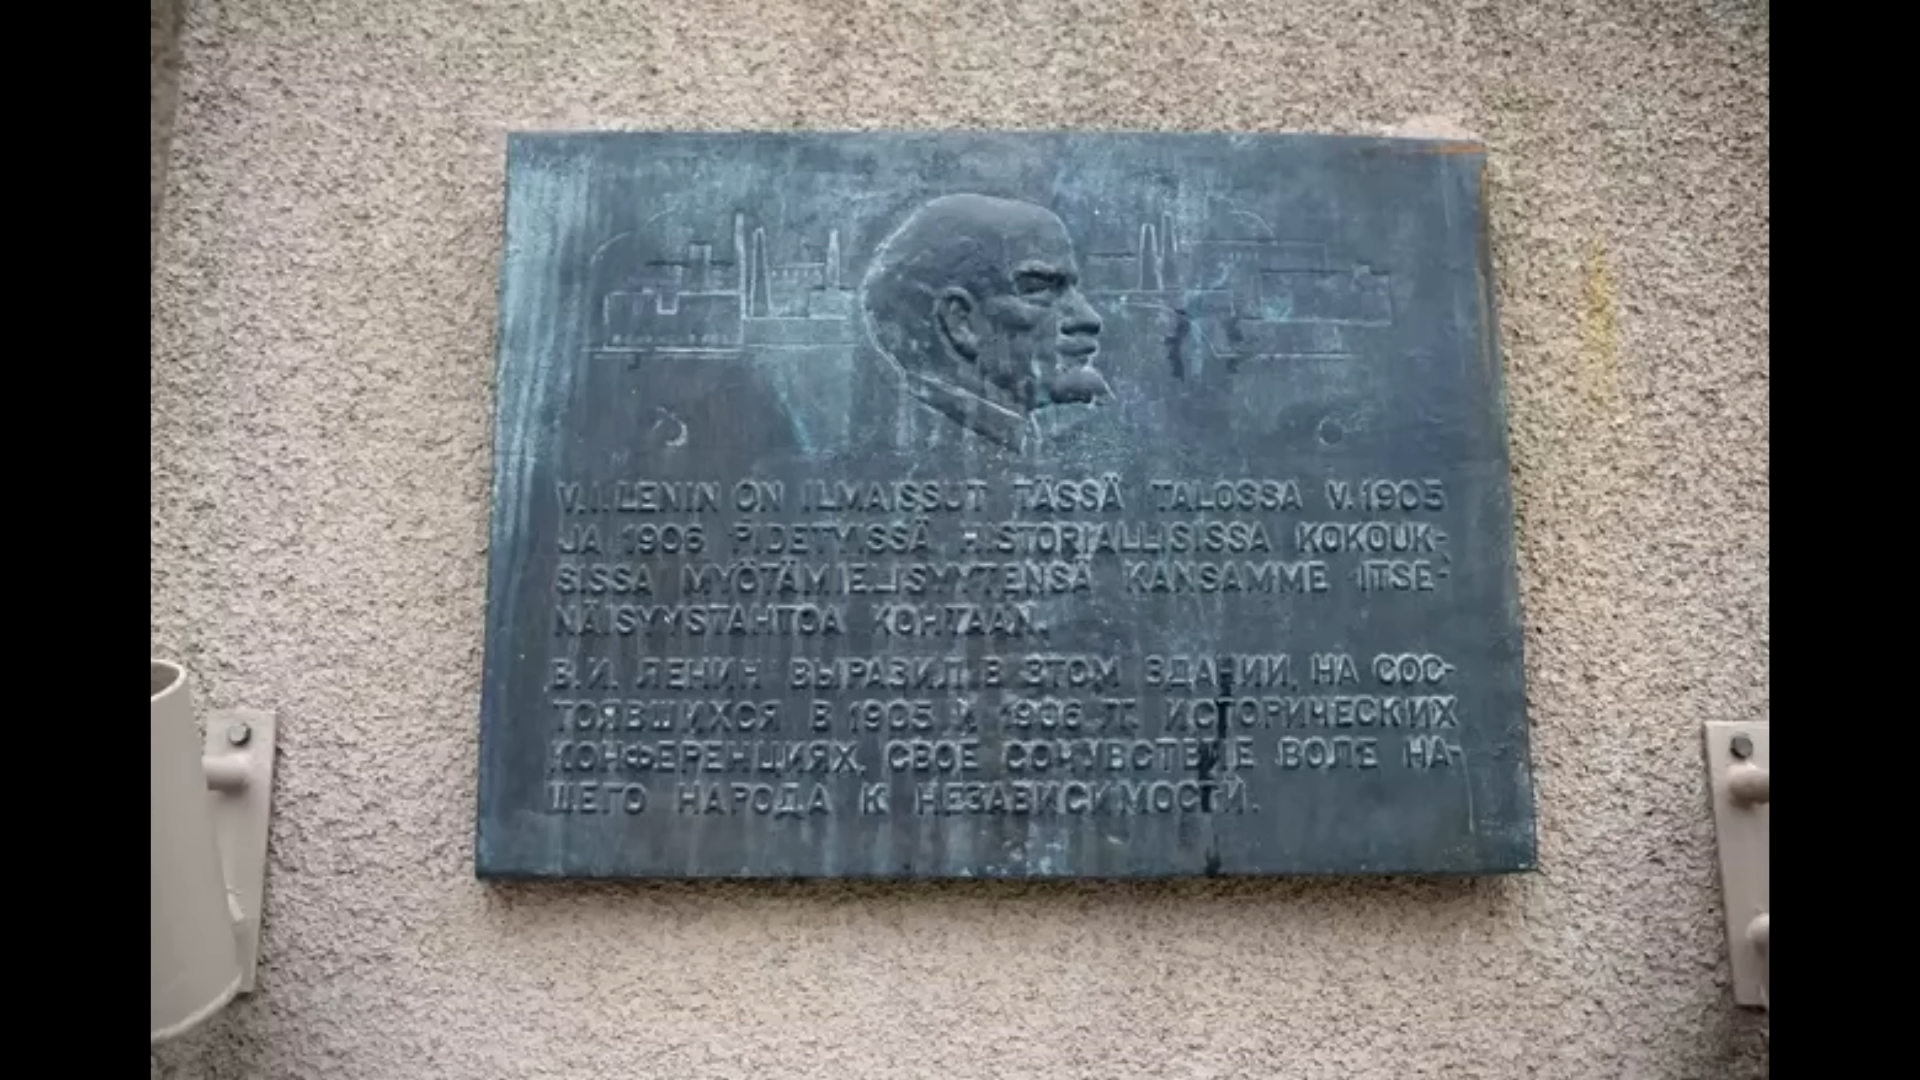 V.I.LENIN ON ILMAISSUT TÄSSÄ TALOSSA V.1905
JA 1906 PIDETYISSÄ HISTORIALLISISSA KOKOUK-
SISSA MYÖTÄMIELISYYTENSÄ KANSAMME ITSE-
NÄISYYSTAHTOA KOHTAAN.
В.И. ЛЕНИН ВЫРАЗИЛ В ЭТОМ ЗДАНИИ, НА СОС-
ТОЯВШИХСЯ В 1905 И 1906 ГГ. ИСТОРИЧЕСКИХ
КОНФЕРЕНЦИЯХ, СВОЕ СОЧУВСТВИЕ ВОЛЕ НА-
ШЕГО НАРОДА К НЕЗАВИСИМОСТИ.